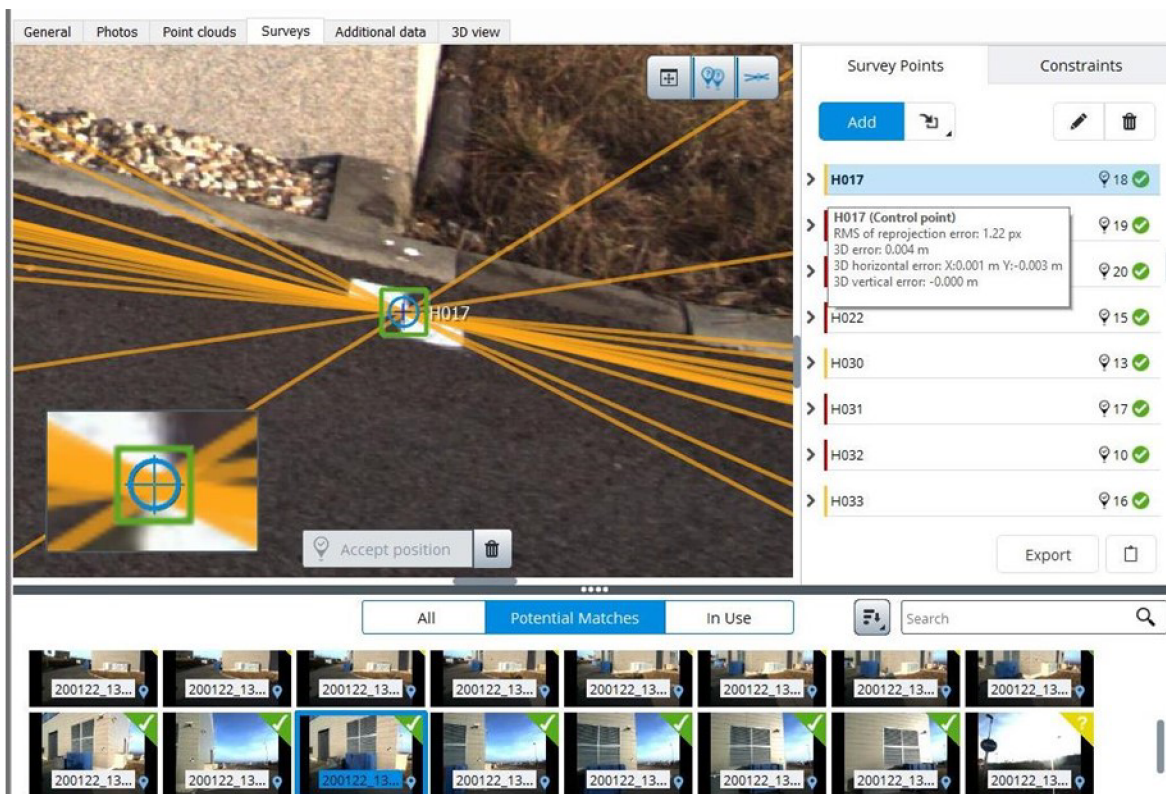 General Photos Point clouds Surveys Additional data 3D view
Survey Points Constraints
Add
H017 18
H017 (Control point)
RMS of reprojection error: 1.22 px
3D error: 0.004 m
3D horizontal error: X:0.001 m Y:-0.003 m
3D vertical error: -0.000 m
19
20
H022 15
H030 13
H031 17
H032 10
H033 16
Export
H017
Accept position
All Potential Matches In Use
Search
200122_13... 200122_13... 200122_13... 200122_13... 200122_13... 200122_13... 200122_13... 200122_13...
?
200122_13... 200122_13... 200122_13... 200122_13... 200122_13... 200122_13... 200122_13... 200122_13...